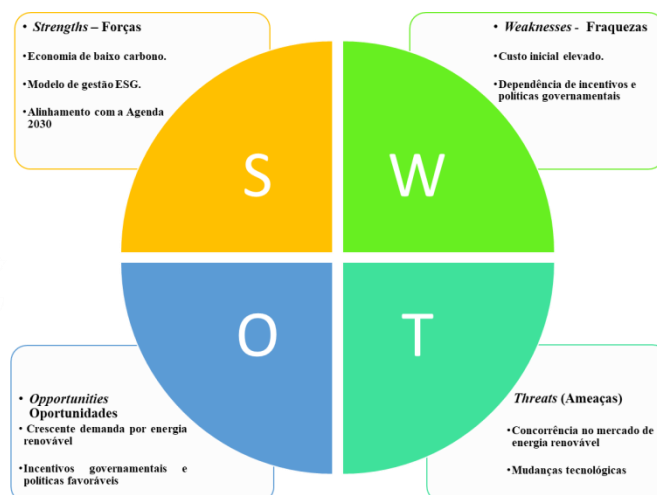 • Strengths – Forças
•Economia de baixo carbono.
•Modelo de gestão ESG.
•Alinhamento com a Agenda
2030
• Weaknesses - Fraquezas
•Custo inicial elevado.
•Dependência de incentivos e
políticas governamentais
S
W
O
T
• Opportunities
Oportunidades
• Crescente demanda por energia
renovável
•Incentivos governamentais e
políticas favoráveis
Threats (Ameaças)
• Concorrência no mercado de
energia renovável
• Mudanças tecnológicas